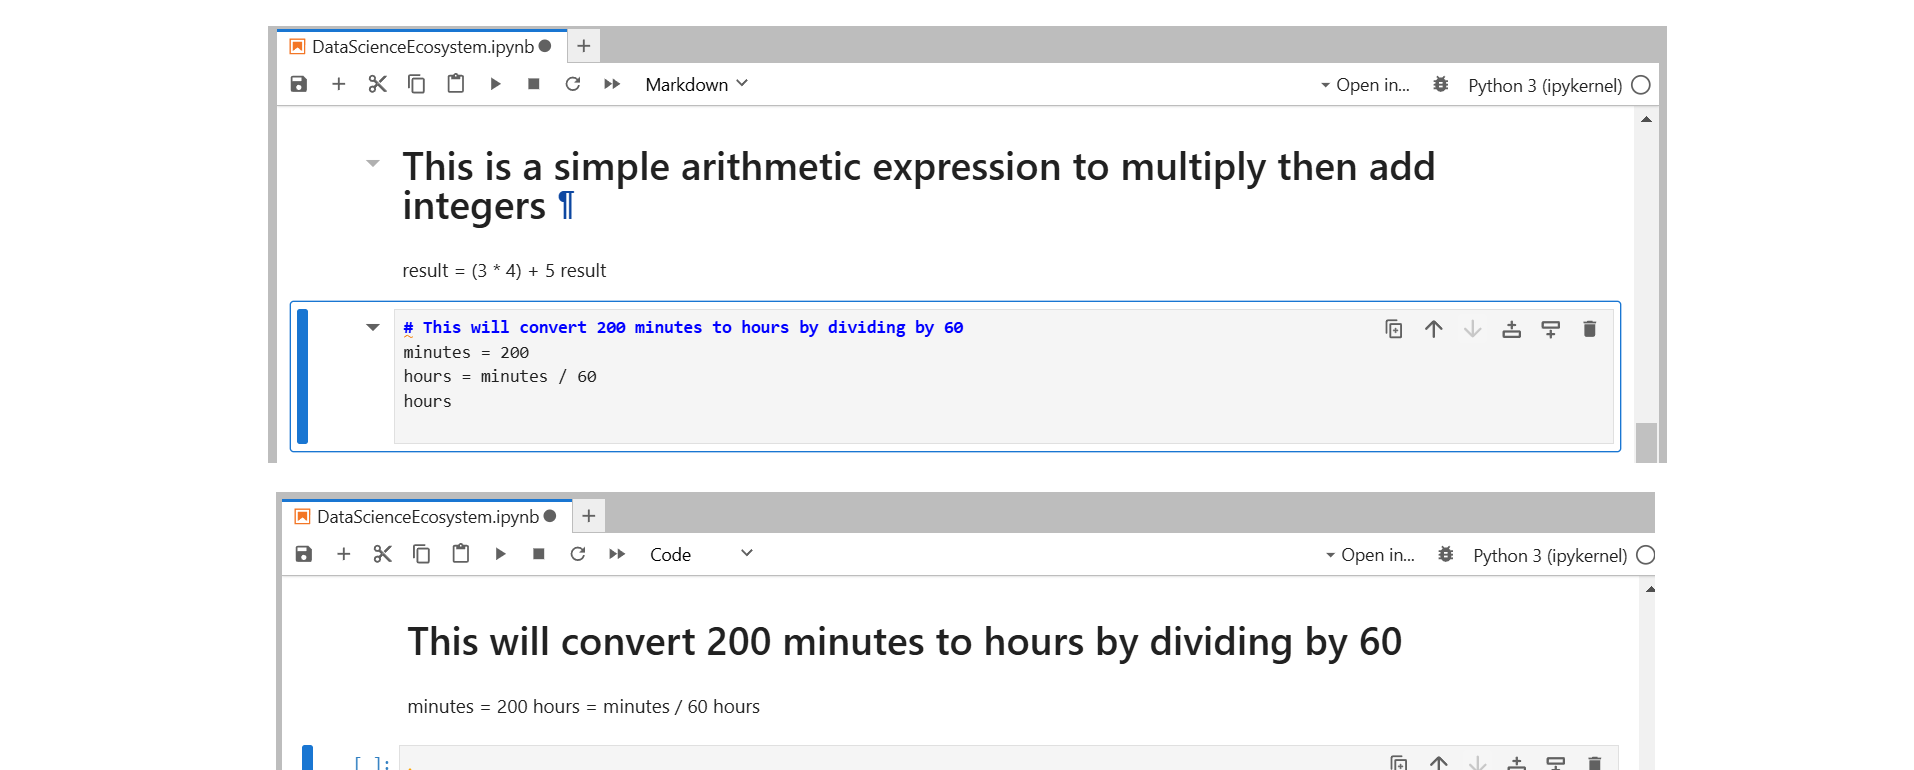 DataScienceEcosystem.ipynb
Markdown
Open in...
Python 3 (ipykernel)
This is a simple arithmetic expression to multiply then add
integers ¶
result = (3 * 4) + 5 result
# This will convert 200 minutes to hours by dividing by 60
minutes = 200
hours = minutes / 60
hours
DataScienceEcosystem.ipynb
Code
Open in...
Python 3 (ipykernel)
This will convert 200 minutes to hours by dividing by 60
minutes = 200 hours = minutes / 60 hours
[ ]: